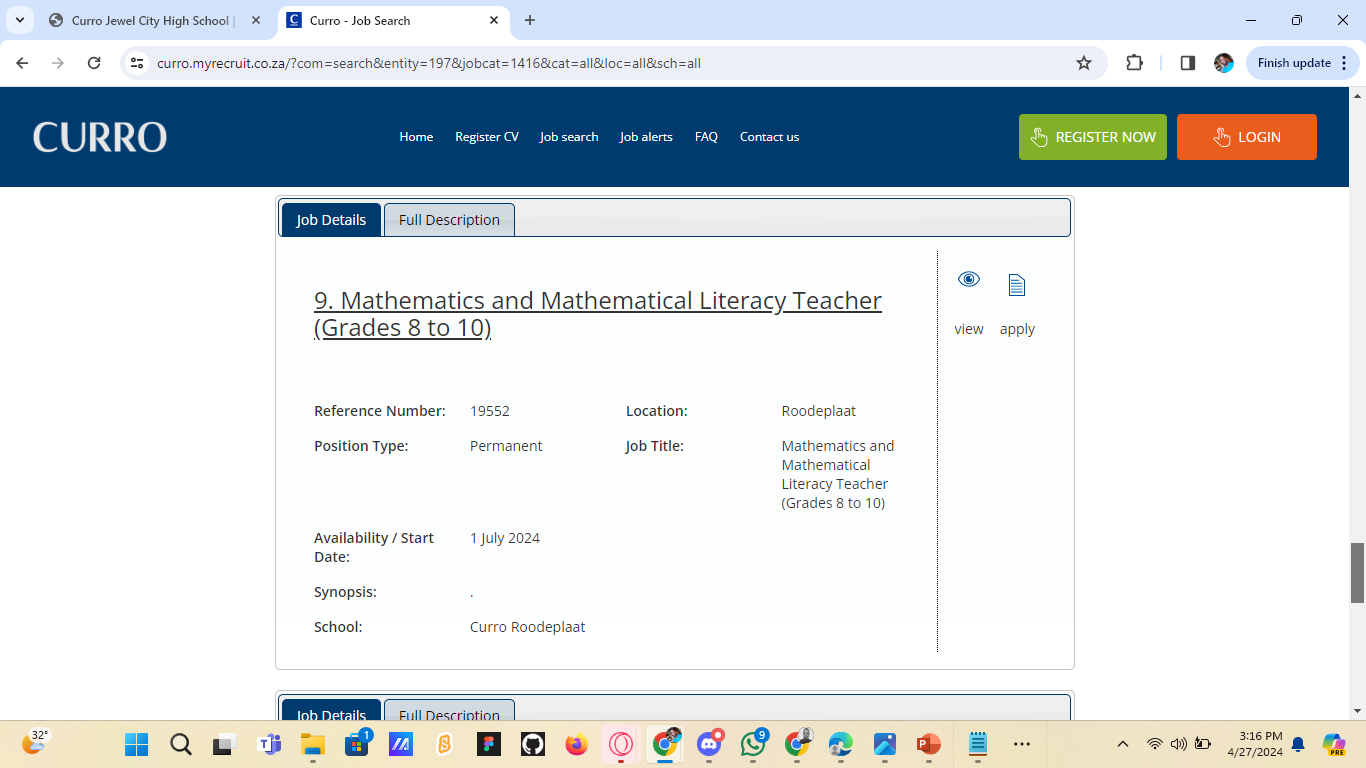 Curro Jewel City High School |
Curro - Job Search
curro.myrecruit.co.za/?com=search&entity=197&jobcat=1416&cat=all&loc=all&sch=all
Finish update
CURRO
Home
Register CV
Job search
Job alerts
FAQ
Contact us
REGISTER NOW
LOGIN
Job Details
Full Description
9. Mathematics and Mathematical Literacy Teacher
(Grades 8 to 10)
view
apply
Reference Number:
19552
Location:
Roodeplaat
Position Type:
Permanent
Job Title:
Mathematics and
Mathematical
Literacy Teacher
(Grades 8 to 10)
Availability / Start
Date:
1 July 2024
Synopsis:
.
School:
Curro Roodeplaat
Job Details
Full Description
32°
1
9
3:16 PM
4/27/2024
PRE